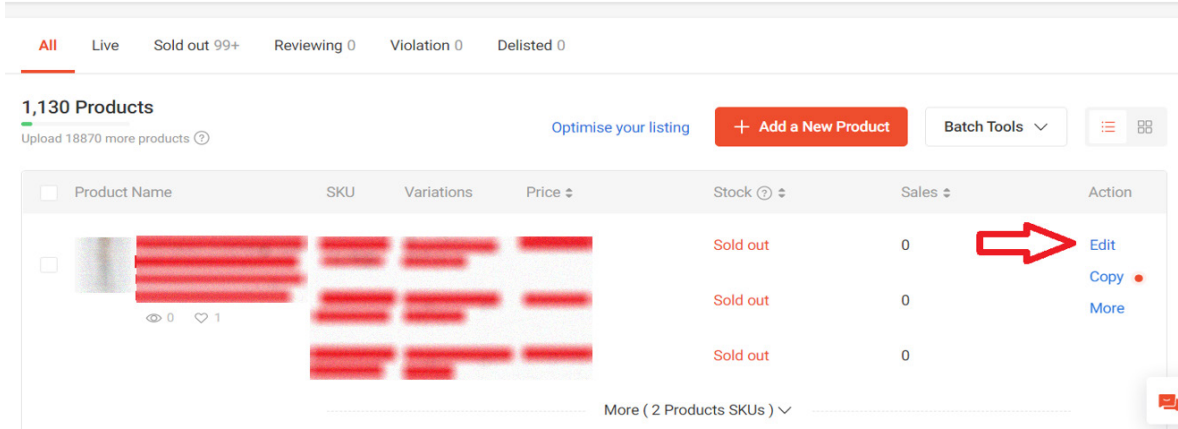 All Live Sold out 99+ Reviewing 0 Violation 0 Delisted 0
1,130 Products
Upload 18870 more products ?
Optimise your listing + Add a New Product Batch Tools
Product Name SKU Variations Price Stock ? Sales Action
Sold out 0 Edit
Copy
Sold out 0 More
0 1
Sold out 0
More ( 2 Products SKUs )